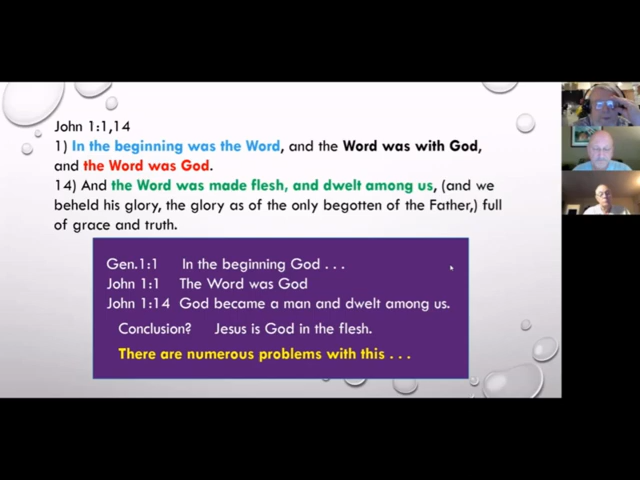 John 1:1,14
1) In the beginning was the Word, and the Word was with God,
and the Word was God.
14) And the Word was made flesh, and dwelt among us, (and we
beheld his glory, the glory as of the only begotten of the Father,) full
of grace and truth.
Gen.1:1 In the beginning God . . .
John 1:1 The Word was God
John 1:14 God became a man and dwelt among us.
Conclusion? Jesus is God in the flesh.
There are numerous problems with this . . .